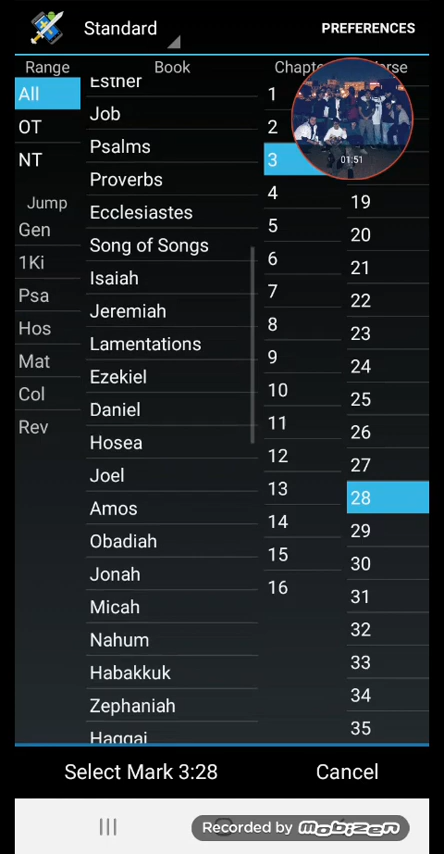 Standard
PREFERENCES
Range
Book
Chapte
erse
All
OT
NT
Jump
Gen
1Ki
Psa
Hos
Mat
Col
Rev
Esther
Job
Psalms
Proverbs
Ecclesiastes
Song of Songs
Isaiah
Jeremiah
Lamentations
Ezekiel
Daniel
Hosea
Joel
Amos
Obadiah
Jonah
Micah
Nahum
Habakkuk
Zephaniah
Haggai
1
2
3
4
5
6
7
8
9
10
11
12
13
14
15
16
01:51
19
20
21
22
23
24
25
26
27
28
29
30
31
32
33
34
35
Select Mark 3:28
Cancel
Recorded by MOBIZEN